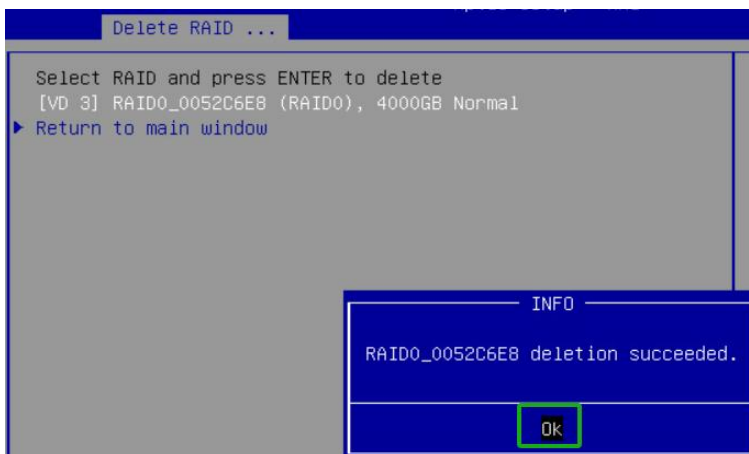 Delete RAID ...
Select RAID and press ENTER to delete
[VD 3] RAID0_0052C6E8 (RAID0), 4000GB Normal
Return to main window
INFO
RAID0_0052C6E8 deletion succeeded.
Ok